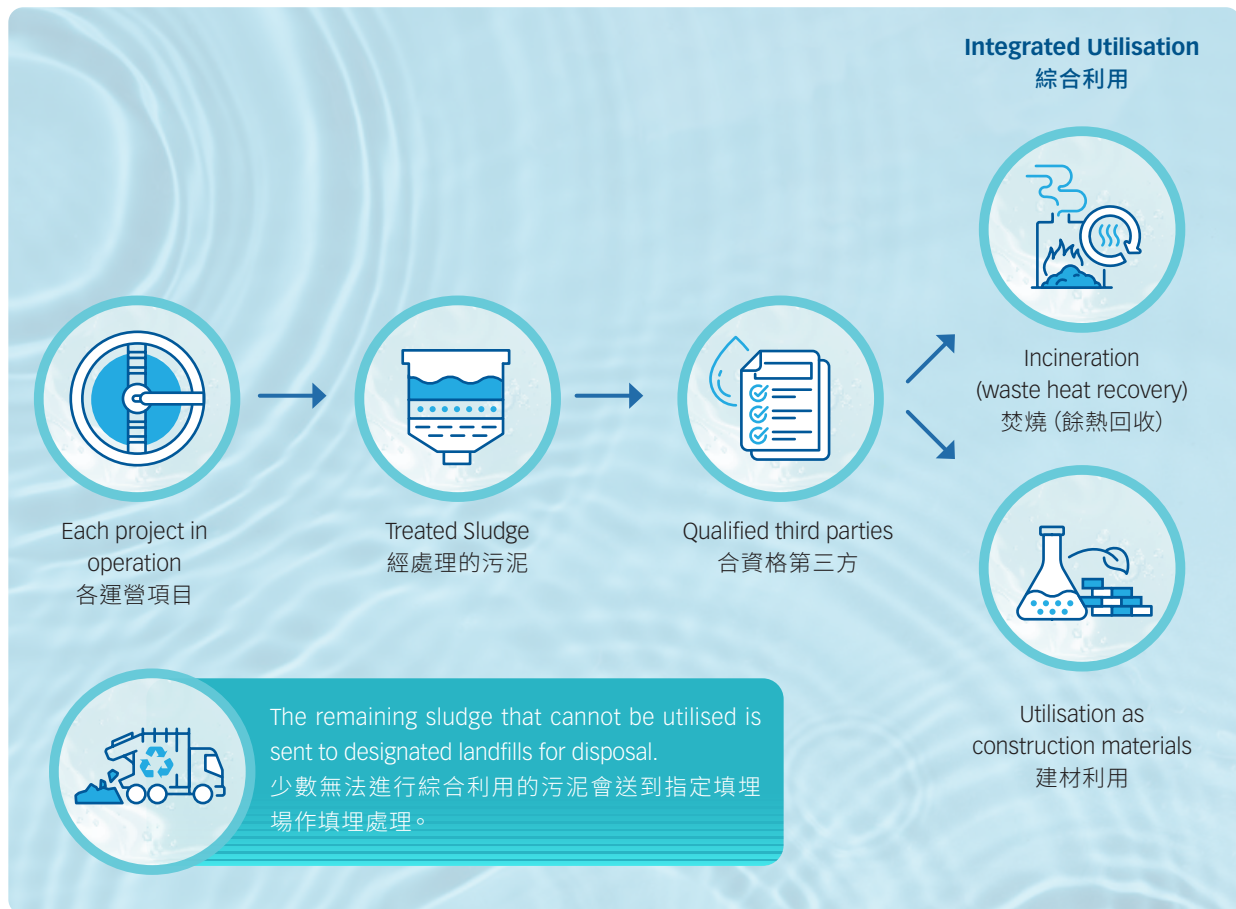 Integrated Utilisation
綜合利用
Incineration
(waste heat recovery)
焚燒（餘熱回收）
Each project in
operation
各運營項目
Treated Sludge
經處理的污泥
Qualified third parties
合資格第三方
Utilisation as
construction materials
建材利用
The remaining sludge that cannot be utilised is
sent to designated landfills for disposal.
少數無法進行綜合利用的污泥會送到指定填埋
場作填埋處理。